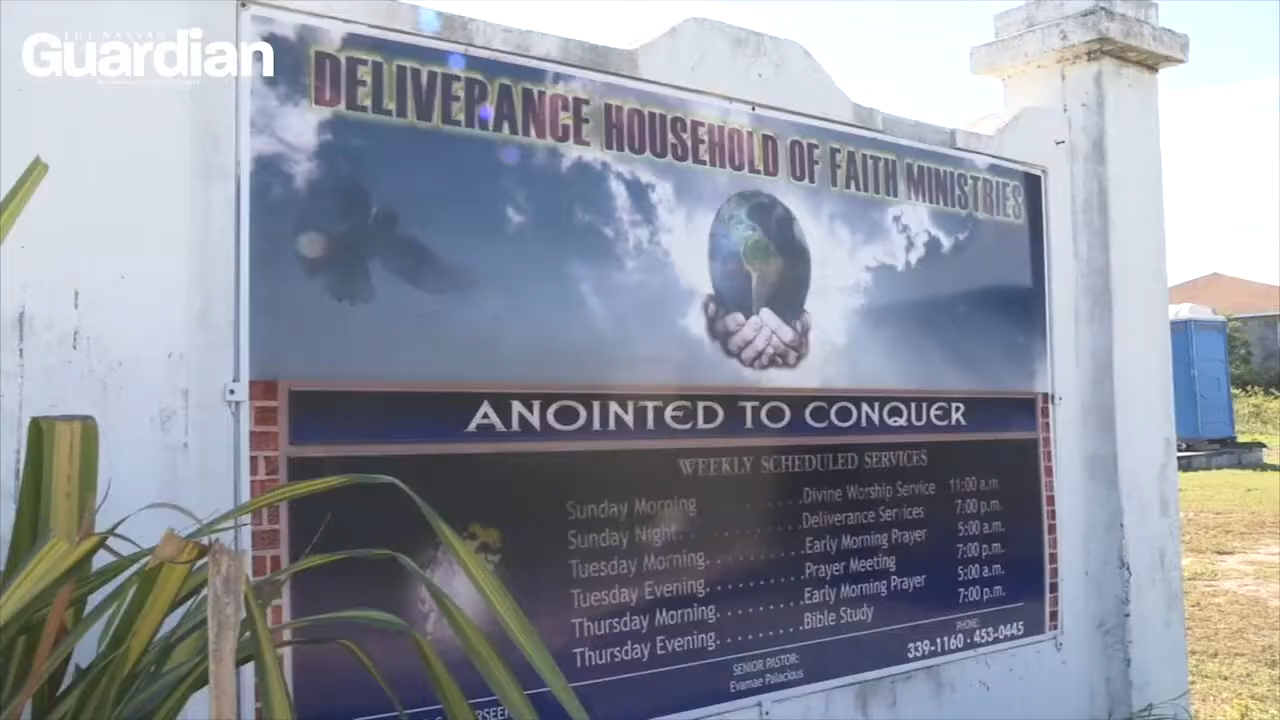 THE NASSAU
Guardian
DELIVERANCE HOUSEHOLD OF FAITH MINISTRIES
ANOINTED TO CONQUER
WEEKLY SCHEDULED SERVICES
Sunday Morning ........Divine Worship Service 11:00 a.m
Sunday Night..........Deliverance Services 7:00 p.m.
Tuesday Morning........Early Morning Prayer 5:00 a.m.
Tuesday Evening........Prayer Meeting 7:00 p.m.
Thursday Morning.......Early Morning Prayer 5:00 a.m.
Thursday Evening.......Bible Study 7:00 p.m.
PHONE:
339-1160 · 453-0445
SENIOR PASTOR:
Evamae Palacious